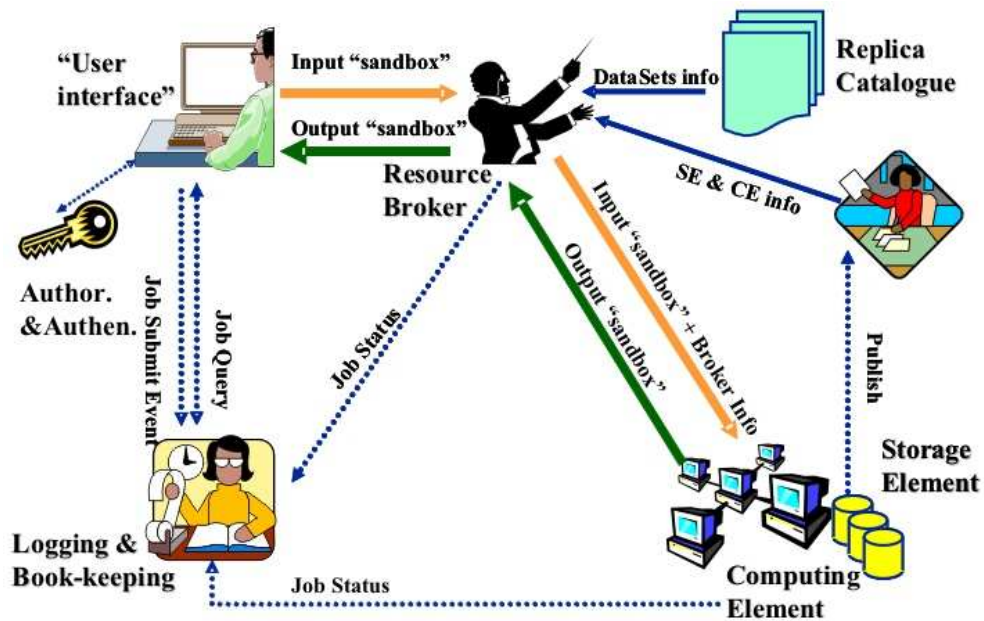 “User
interface”
Input “sandbox”
Output “sandbox”
DataSets info
Replica
Catalogue
Resource
Broker
SE & CE info
Author.
&Authen.
Job Submit Event
Job Query
Job Status
Input “sandbox” + Broker Info
Output “sandbox”
Publish
Storage
Element
Logging &
Book-keeping
Job Status
Computing
Element